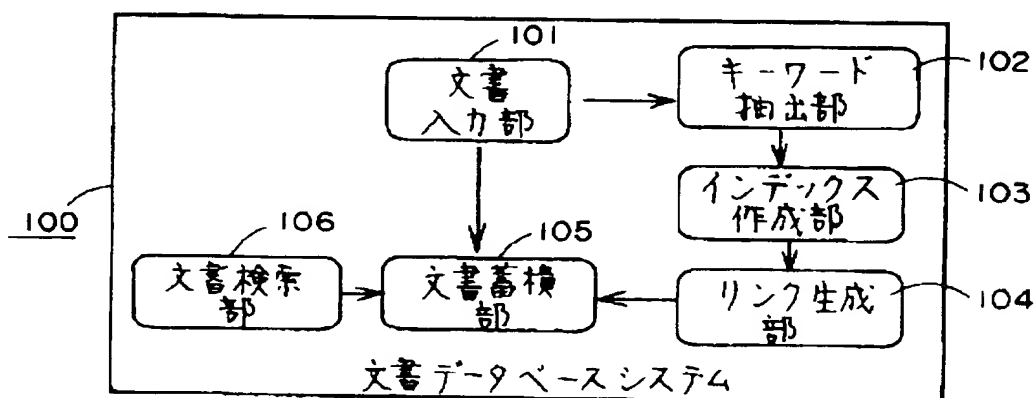 101
文書
入力部
102
キーワード
抽出部
103
インデックス
作成部
100
106
文書検索
部
105
文書蓄積
部
104
リンク生成
部
文書データベースシステム